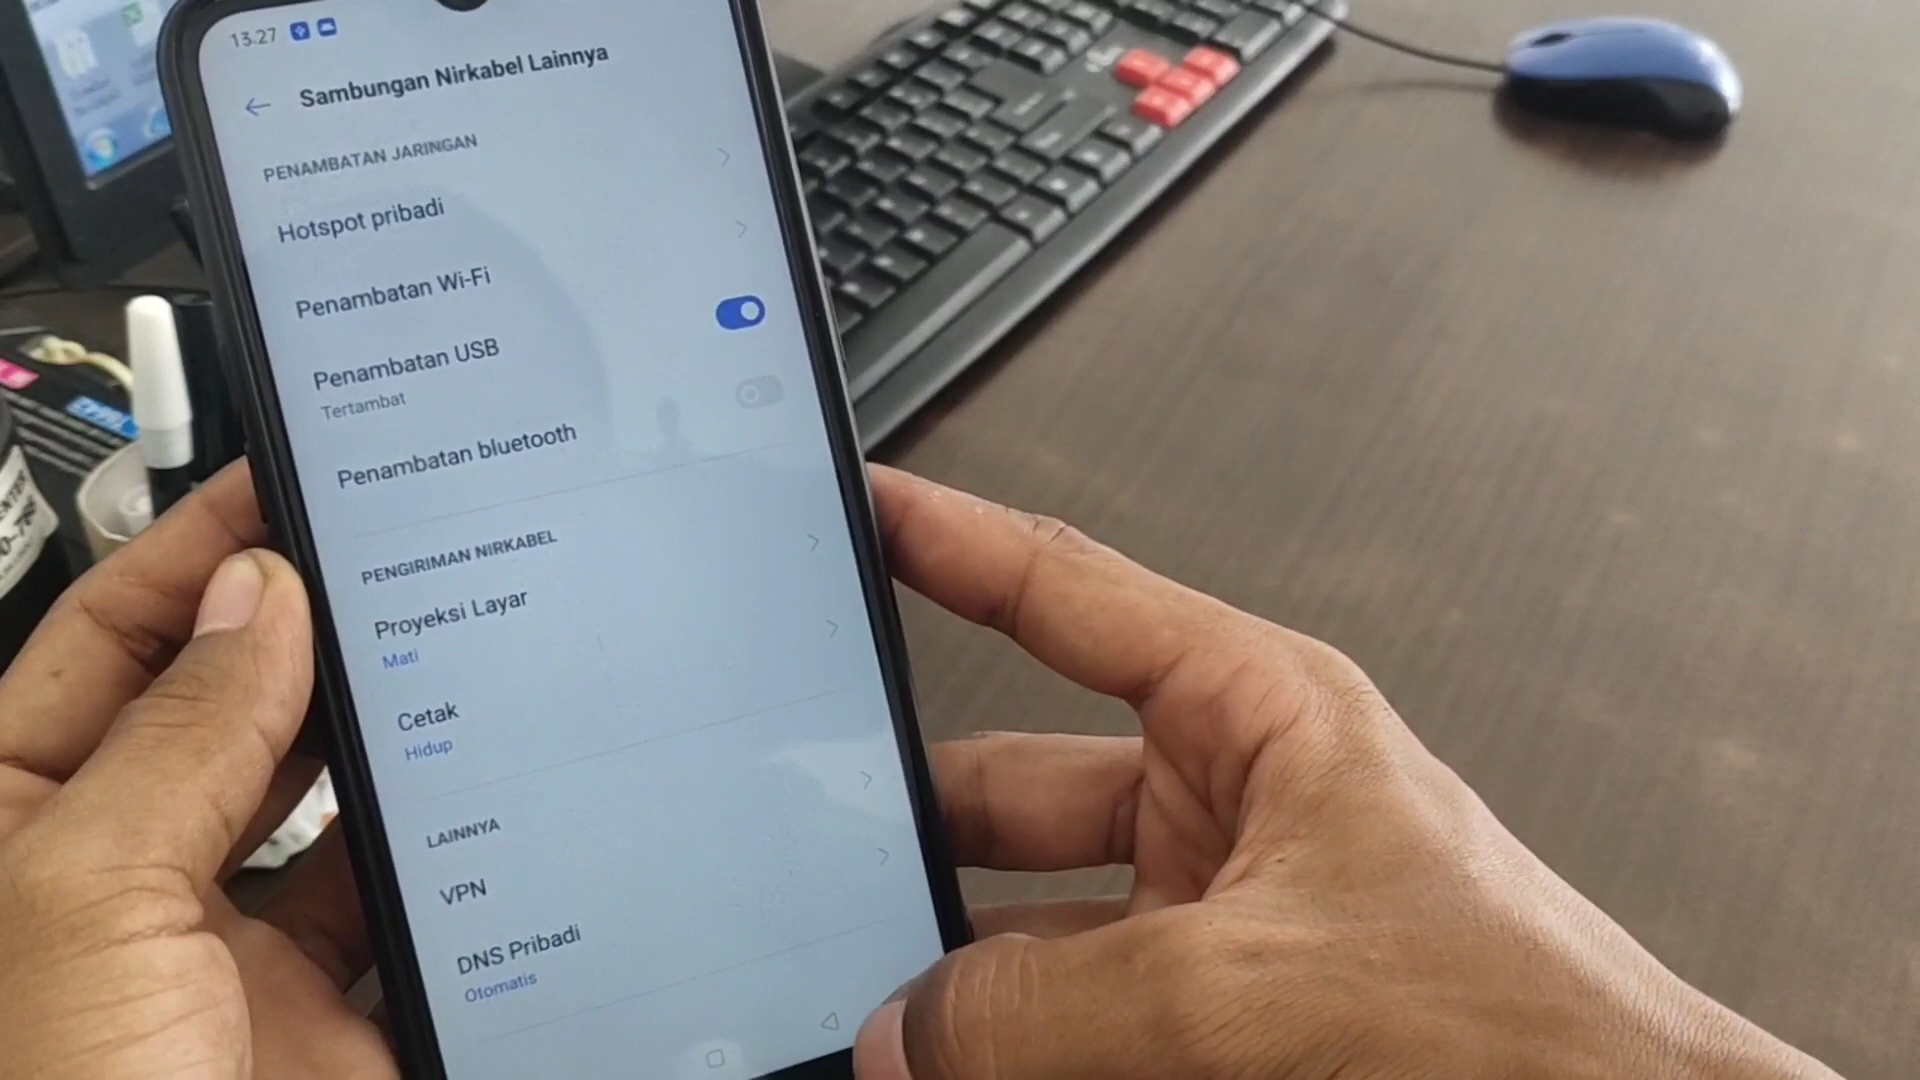 13.27
Sambungan Nirkabel Lainnya
PENAMBATAN JARINGAN
Hotspot pribadi
Penambatan Wi-Fi
Penambatan USB
Tertambat
Penambatan bluetooth
PENGIRIMAN NIRKABEL
Proyeksi Layar
Mati
Cetak
Hidup
LAINNYA
VPN
DNS Pribadi
Otomatis